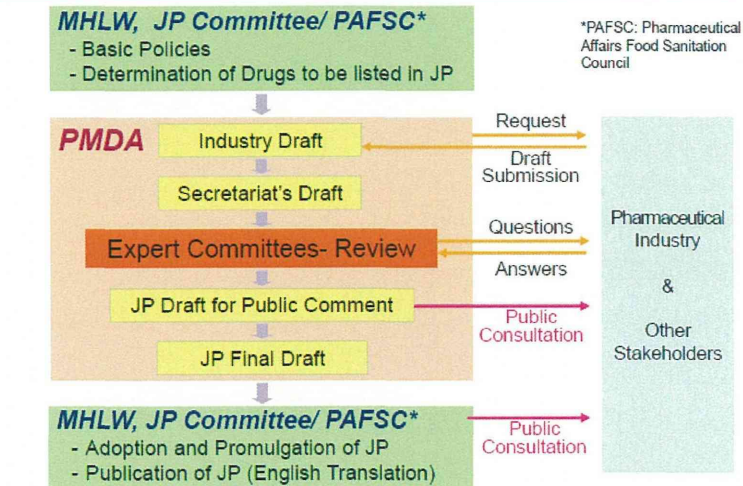 MHLW, JP Committee/ PAFSC*
- Basic Policies
- Determination of Drugs to be listed in JP
*PAFSC: Pharmaceutical
Affairs Food Sanitation
Council
PMDA
Industry Draft
Request
Draft
Submission
Secretariat's Draft
Expert Committees- Review
Questions
Answers
JP Draft for Public Comment
Public
Consultation
JP Final Draft
Pharmaceutical
Industry
&
Other
Stakeholders
MHLW, JP Committee/ PAFSC*
- Adoption and Promulgation of JP
- Publication of JP (English Translation)
Public
Consultation